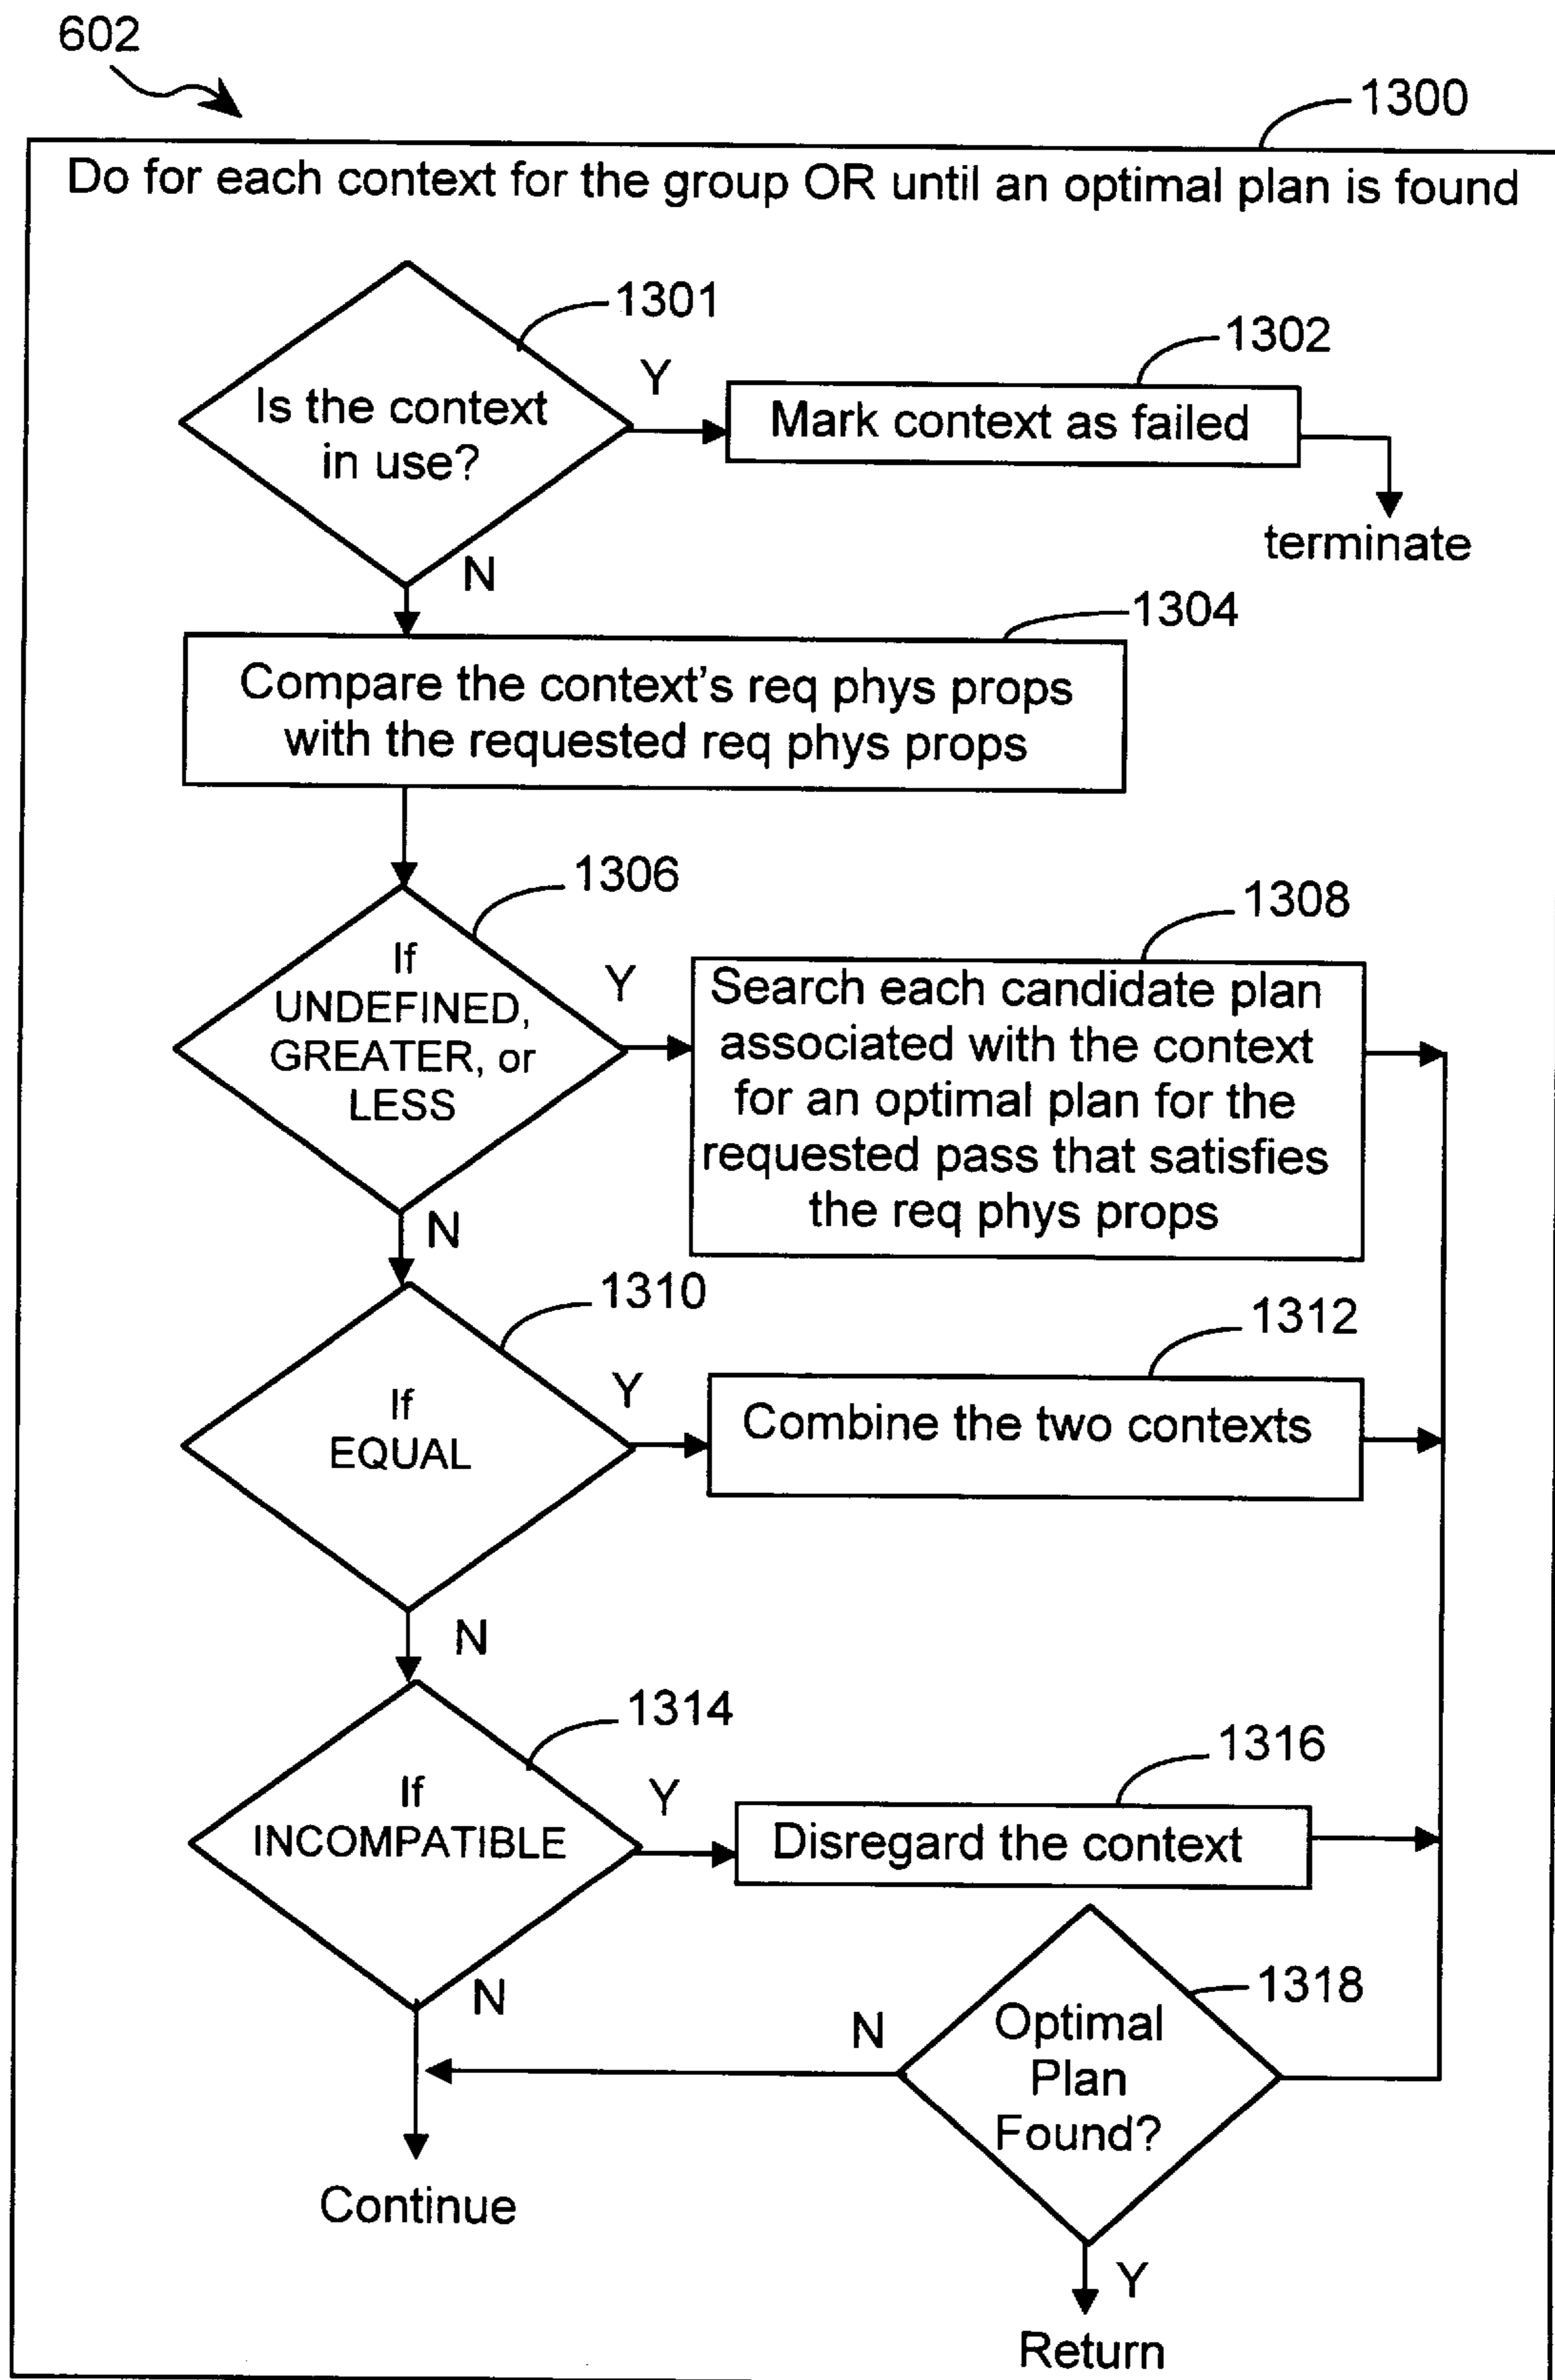 602
1300
Do for each context for the group OR until an optimal plan is found
1301
Is the context
in use?
Y
1302
Mark context as failed
terminate
N
1304
Compare the context's req phys props
with the requested req phys props
1306
If
UNDEFINED,
GREATER, or
LESS
Y
1308
Search each candidate plan
associated with the context
for an optimal plan for the
requested pass that satisfies
the req phys props
N
1310
If
EQUAL
Y
1312
Combine the two contexts
N
1314
If
INCOMPATIBLE
Y
1316
Disregard the context
N
1318
Optimal
Plan
Found?
N
Continue
Y
Return